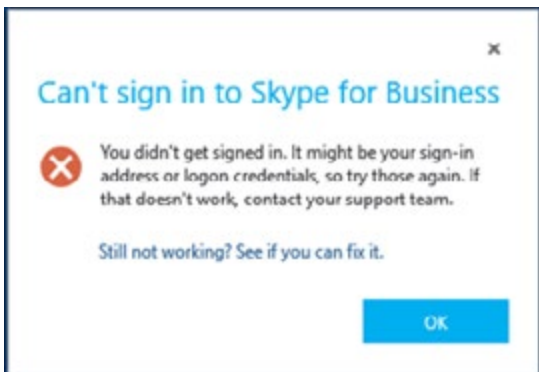 Can't sign in to Skype for Business
You didn't get signed in. It might be your sign-in
address or logon credentials, so try those again. If
that doesn't work, contact your support team.
Still not working? See if you can fix it.
OK